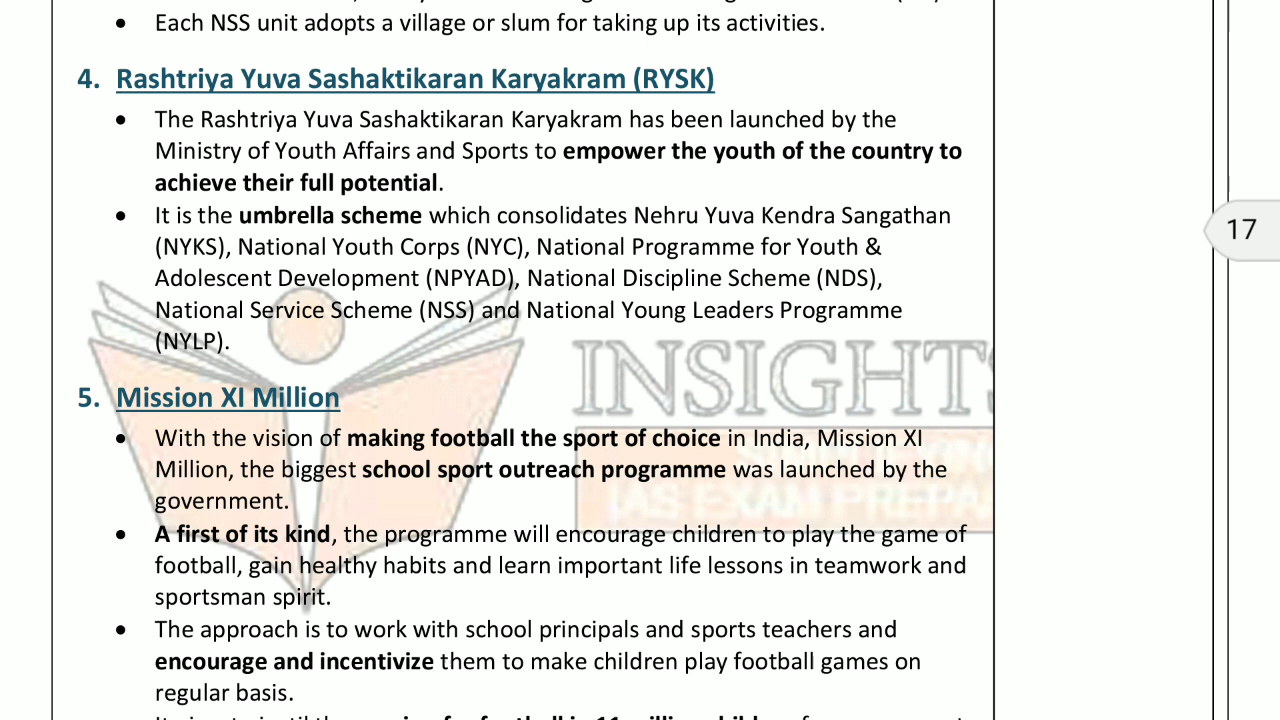 • Each NSS unit adopts a village or slum for taking up its activities.
4. Rashtriya Yuva Sashaktikaran Karyakram (RYSK)
• The Rashtriya Yuva Sashaktikaran Karyakram has been launched by the
Ministry of Youth Affairs and Sports to empower the youth of the country to
achieve their full potential.
• It is the umbrella scheme which consolidates Nehru Yuva Kendra Sangathan
(NYKS), National Youth Corps (NYC), National Programme for Youth &
Adolescent Development (NPYAD), National Discipline Scheme (NDS),
National Service Scheme (NSS) and National Young Leaders Programme
(NYLP).
5. Mission XI Million
• With the vision of making football the sport of choice in India, Mission XI
Million, the biggest school sport outreach programme was launched by the
government.
• A first of its kind, the programme will encourage children to play the game of
football, gain healthy habits and learn important life lessons in teamwork and
sportsman spirit.
• The approach is to work with school principals and sports teachers and
encourage and incentivize them to make children play football games on
regular basis.
17
INSIGHTS
IAS EXAM